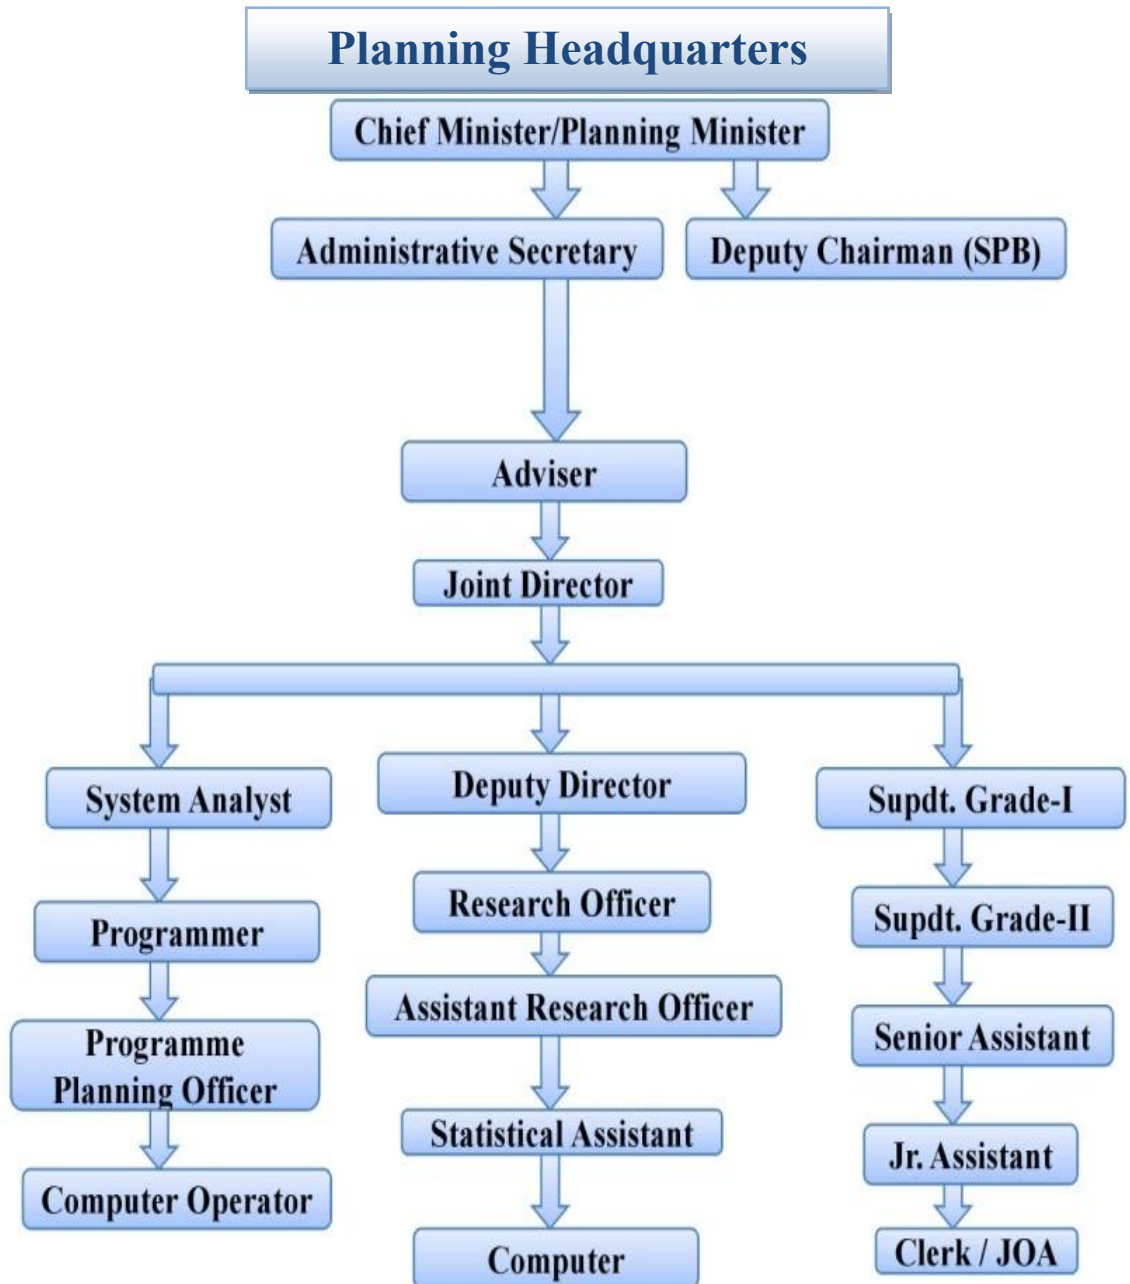 Planning Headquarters
Chief Minister/Planning Minister
Administrative Secretary
Deputy Chairman (SPB)
Adviser
Joint Director
System Analyst
Deputy Director
Supdt. Grade-I
Programmer
Research Officer
Supdt. Grade-II
Programme
Planning Officer
Assistant Research Officer
Senior Assistant
Computer Operator
Statistical Assistant
Jr. Assistant
Computer
Clerk / JOA